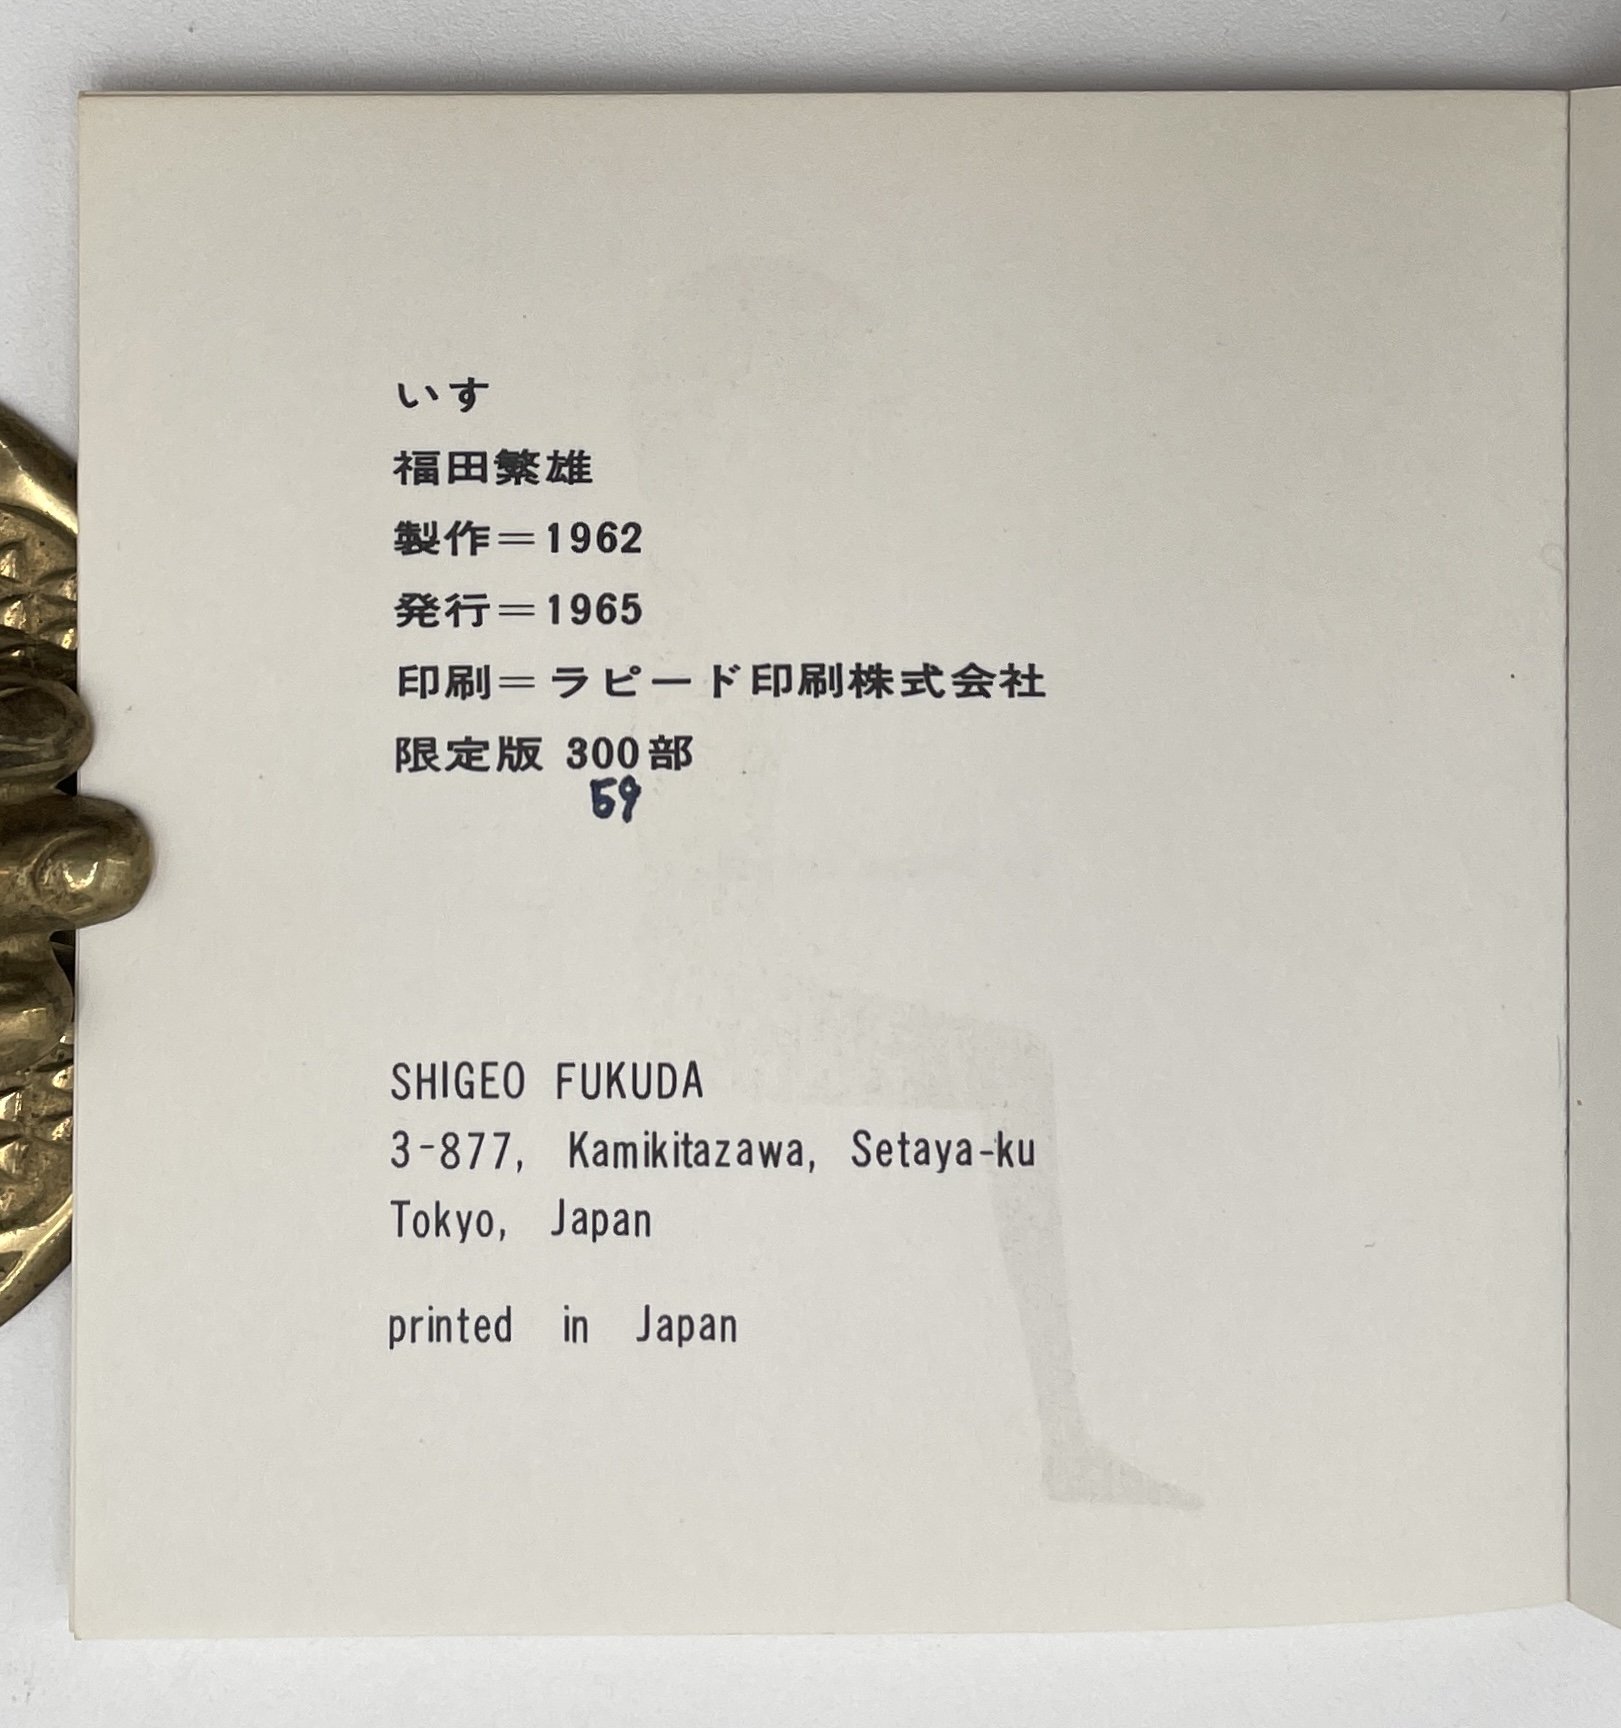 いす
福田繁雄
製作＝1962
発行＝1965
印刷＝ラピード印刷株式会社
限定版 300部
59
SHIGEO FUKUDA
3-877, Kamikitazawa, Setaya-ku
Tokyo, Japan
printed in Japan